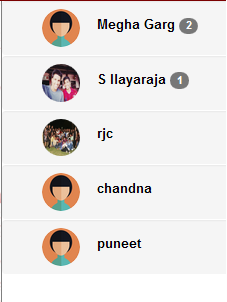 Megha Garg 2
S Ilayaraja 1
rjc
chandna
puneet